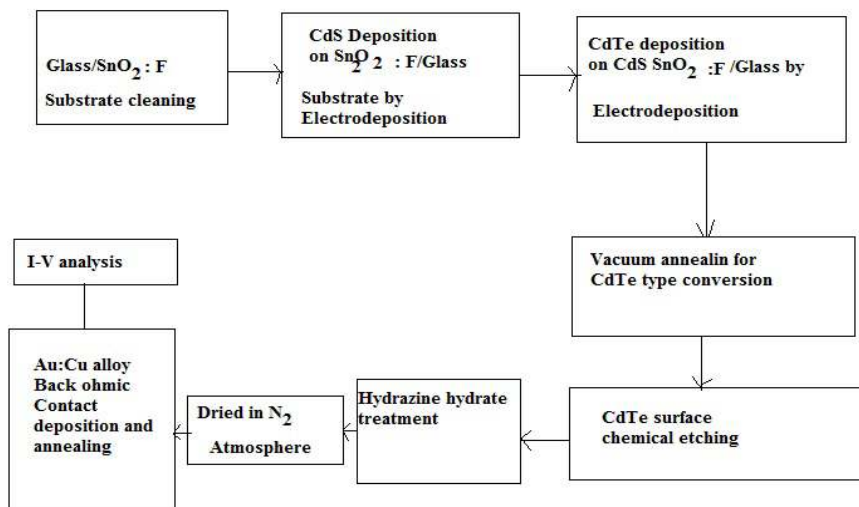 Glass/SnO2 : F
Substrate cleaning
CdS Deposition
on SnO2 2 : F/Glass
Substrate by
Electrodeposition
CdTe deposition
on CdS SnO2 :F /Glass by
Electrodeposition
Vacuum annealin for
CdTe type conversion
CdTe surface
chemical etching
Hydrazine hydrate
treatment
Dried in N2
Atmosphere
Au:Cu alloy
Back ohmic
Contact
deposition and
annealing
I-V analysis